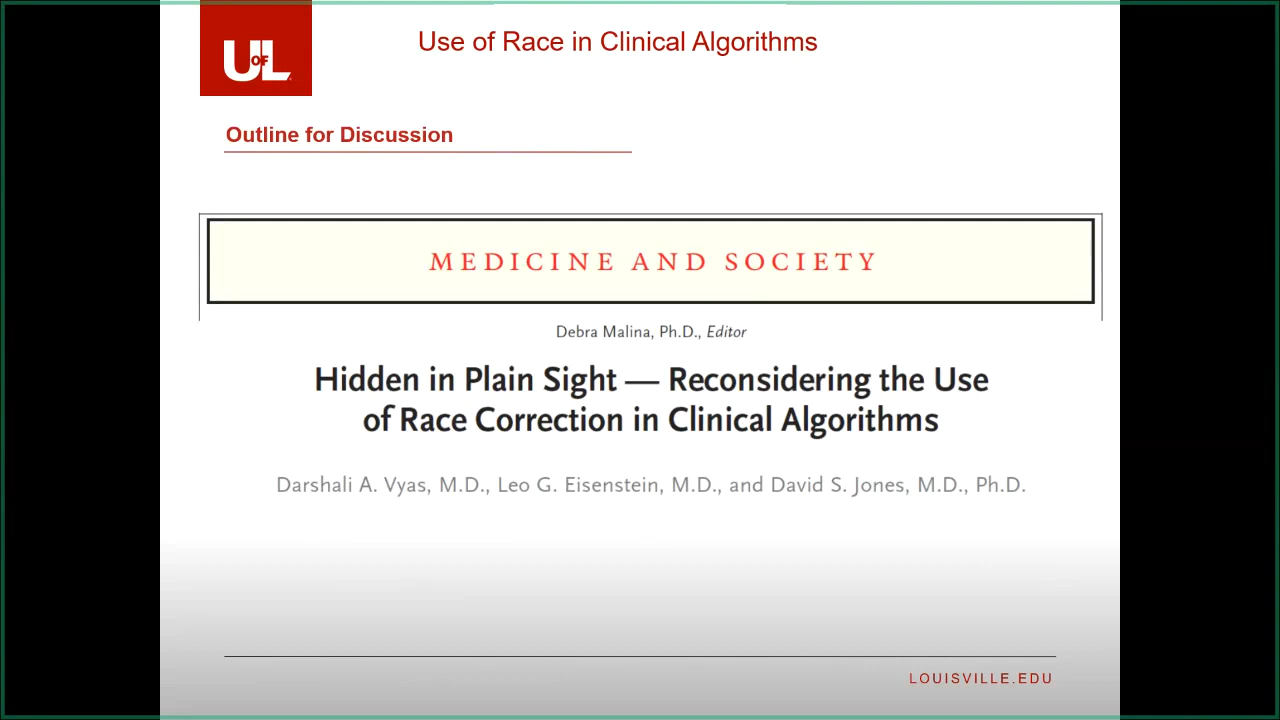 UOFL
Use of Race in Clinical Algorithms
Outline for Discussion
MEDICINE AND SOCIETY
Debra Malina, Ph.D., Editor
Hidden in Plain Sight — Reconsidering the Use
of Race Correction in Clinical Algorithms
Darshali A. Vyas, M.D., Leo G. Eisenstein, M.D., and David S. Jones, M.D., Ph.D.
LOUISVILLE.EDU